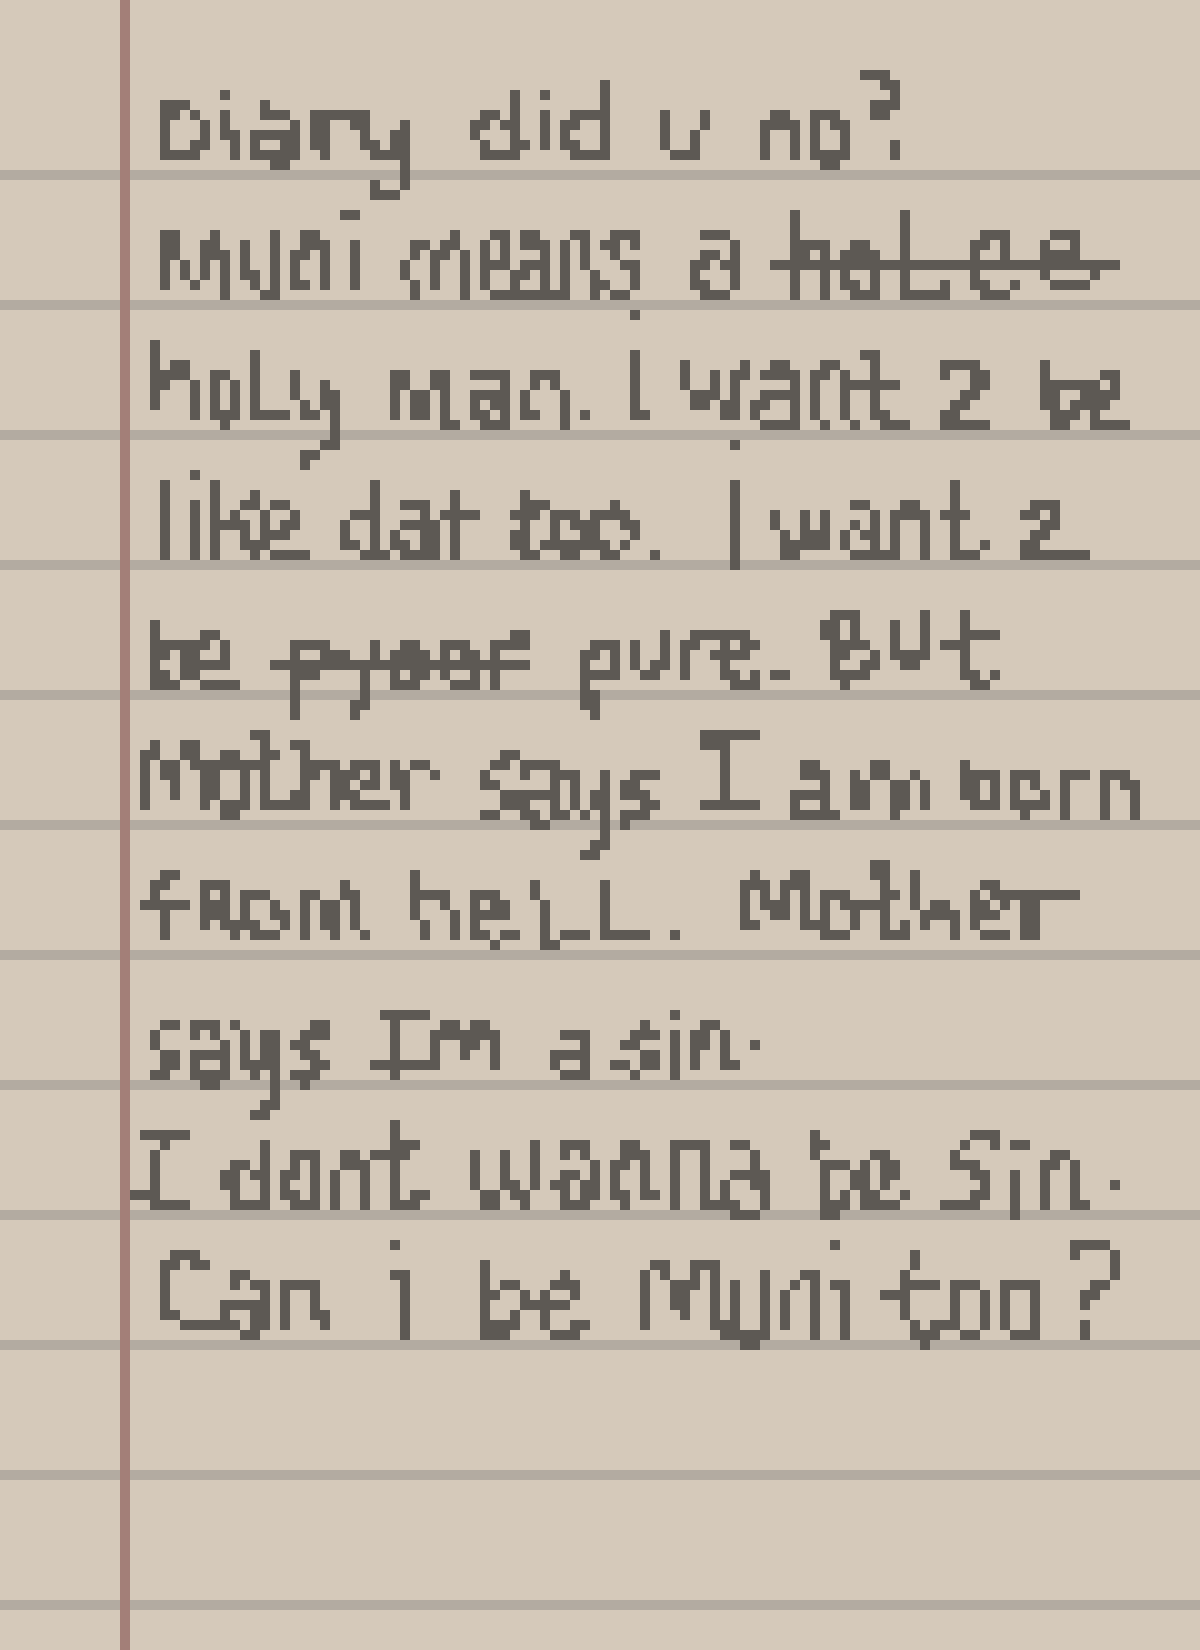 Diary did u no?
Muni means a holee
holy man. i want 2 be
like dat too. I want 2
be pyoor pure. But
Mother says I am born
from hell. Mother
says Im a sin.
I dont wanna be sin.
Can i be Muni too?